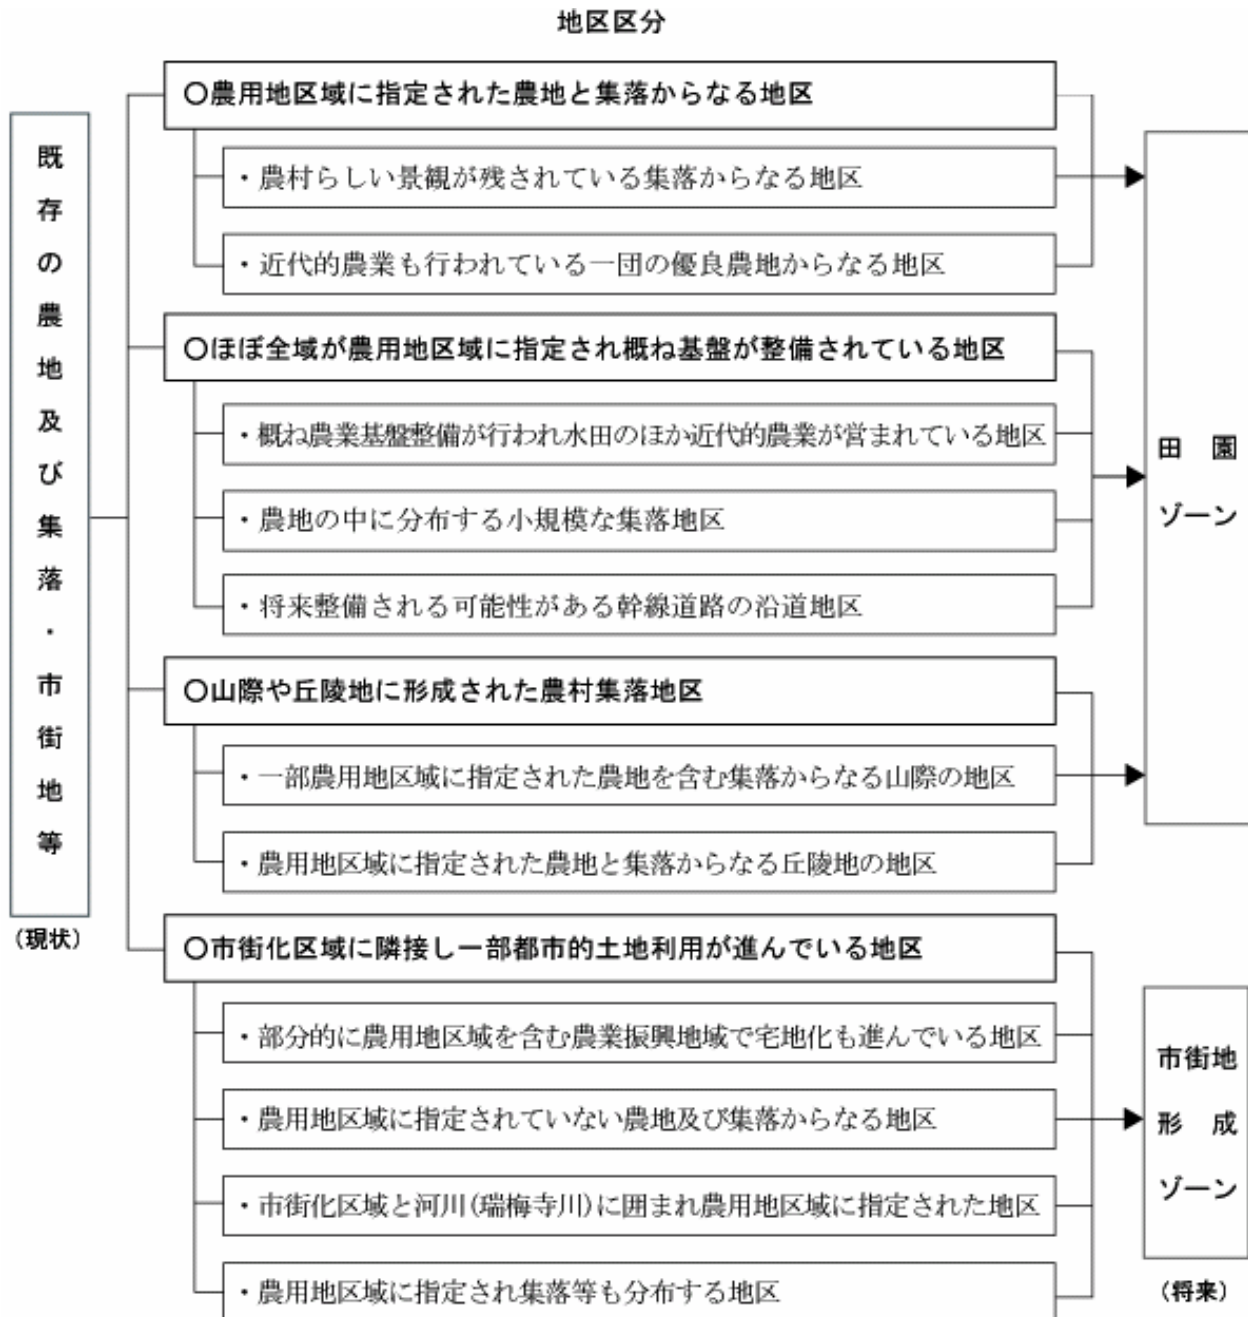 地区区分
既存の農地及び集落・市街地等
(現状)
〇農用地区域に指定された農地と集落からなる地区
・農村らしい景観が残されている集落からなる地区
・近代的農業も行われている一団の優良農地からなる地区
〇ほぼ全域が農用地区域に指定され概ね基盤が整備されている地区
・概ね農業基盤整備が行われ水田のほか近代的農業が営まれている地区
・農地の中に分布する小規模な集落地区
・将来整備される可能性がある幹線道路の沿道地区
〇山際や丘陵地に形成された農村集落地区
・一部農用地区域に指定された農地を含む集落からなる山際の地区
・農用地区域に指定された農地と集落からなる丘陵地の地区
〇市街化区域に隣接し一部都市的土地利用が進んでいる地区
・部分的に農用地区域を含む農業振興地域で宅地化も進んでいる地区
・農用地区域に指定されていない農地及び集落からなる地区
・市街化区域と河川(瑞梅寺川)に囲まれ農用地区域に指定された地区
・農用地区域に指定され集落等も分布する地区
田 園
ゾーン
市街地
形 成
ゾーン
(将来)